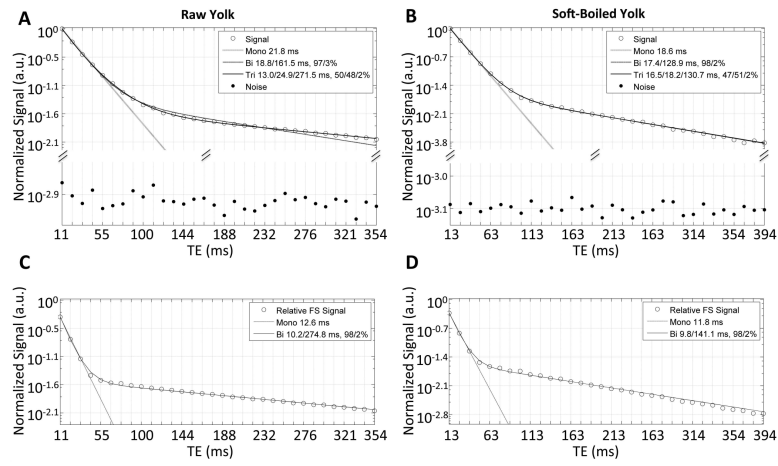 Raw Yolk
Soft-Boiled Yolk
A
Normalized Signal (a.u.)
10^0
10^-0.5
10^-1.1
10^-1.6
10^-2.1
10^-2.9
Signal
Mono 21.8 ms
Bi 18.8/161.5 ms, 97/3%
Tri 13.0/24.9/271.5 ms, 50/48/2%
Noise
11 55 100 144 188 232 276 321 354
TE (ms)
B
Normalized Signal (a.u.)
10^0
10^-0.7
10^-1.4
10^-2.1
10^-3.8
10^-3.0
10^-3.1
Signal
Mono 18.6 ms
Bi 17.4/128.9 ms, 98/2%
Tri 16.5/18.2/130.7 ms, 47/51/2%
Noise
13 63 113 163 213 263 163 314 394
TE (ms)
C
Normalized Signal (a.u.)
10^0
10^-0.5
10^-1.1
10^-1.6
10^-2.1
Relative FS Signal
Mono 12.6 ms
Bi 10.2/274.8 ms, 98/2%
11 55 100 144 188 232 276 321 354
TE (ms)
D
Normalized Signal (a.u.)
10^0
10^-0.7
10^-1.4
10^-2.1
10^-2.8
Relative FS Signal
Mono 11.8 ms
Bi 9.8/141.1 ms, 98/2%
13 63 113 163 213 263 163 314 394
TE (ms)